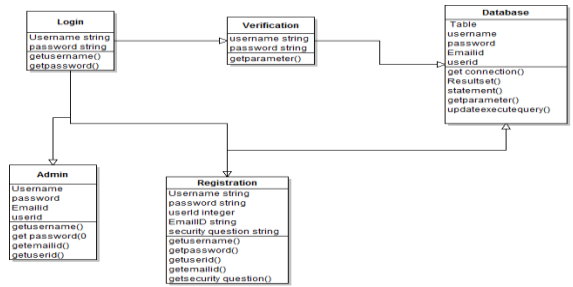 Login
Username string
password string
getusername()
getpassword()
Verification
username string
password string
getparameter()
Database
Table
username
password
Emailid
userid
get connection()
Resultset()
statement()
getparameter()
updateexecutequery()
Admin
Username
password
Emailid
userid
getusername()
get password(0
getemailid()
getuserid()
Registration
Username string
password string
userId integer
EmailID string
security question string
getusername()
getpassword()
getuserid()
getemailid()
getsecurity question()